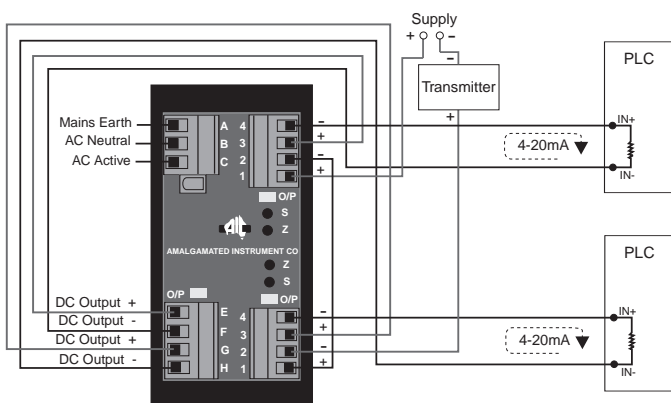 Supply
+ −
−
Transmitter
+
PLC
IN+
4-20mA
IN-
PLC
IN+
4-20mA
IN-
Mains Earth
AC Neutral
AC Active
A 4 −
B 3 +
C 2 −
1 +
O/P
S
Z
AIC
AMALGAMATED INSTRUMENT CO
Z
S
O/P O/P
DC Output + E 4 −
DC Output - F 3 +
DC Output + G 2 −
DC Output - H 1 +